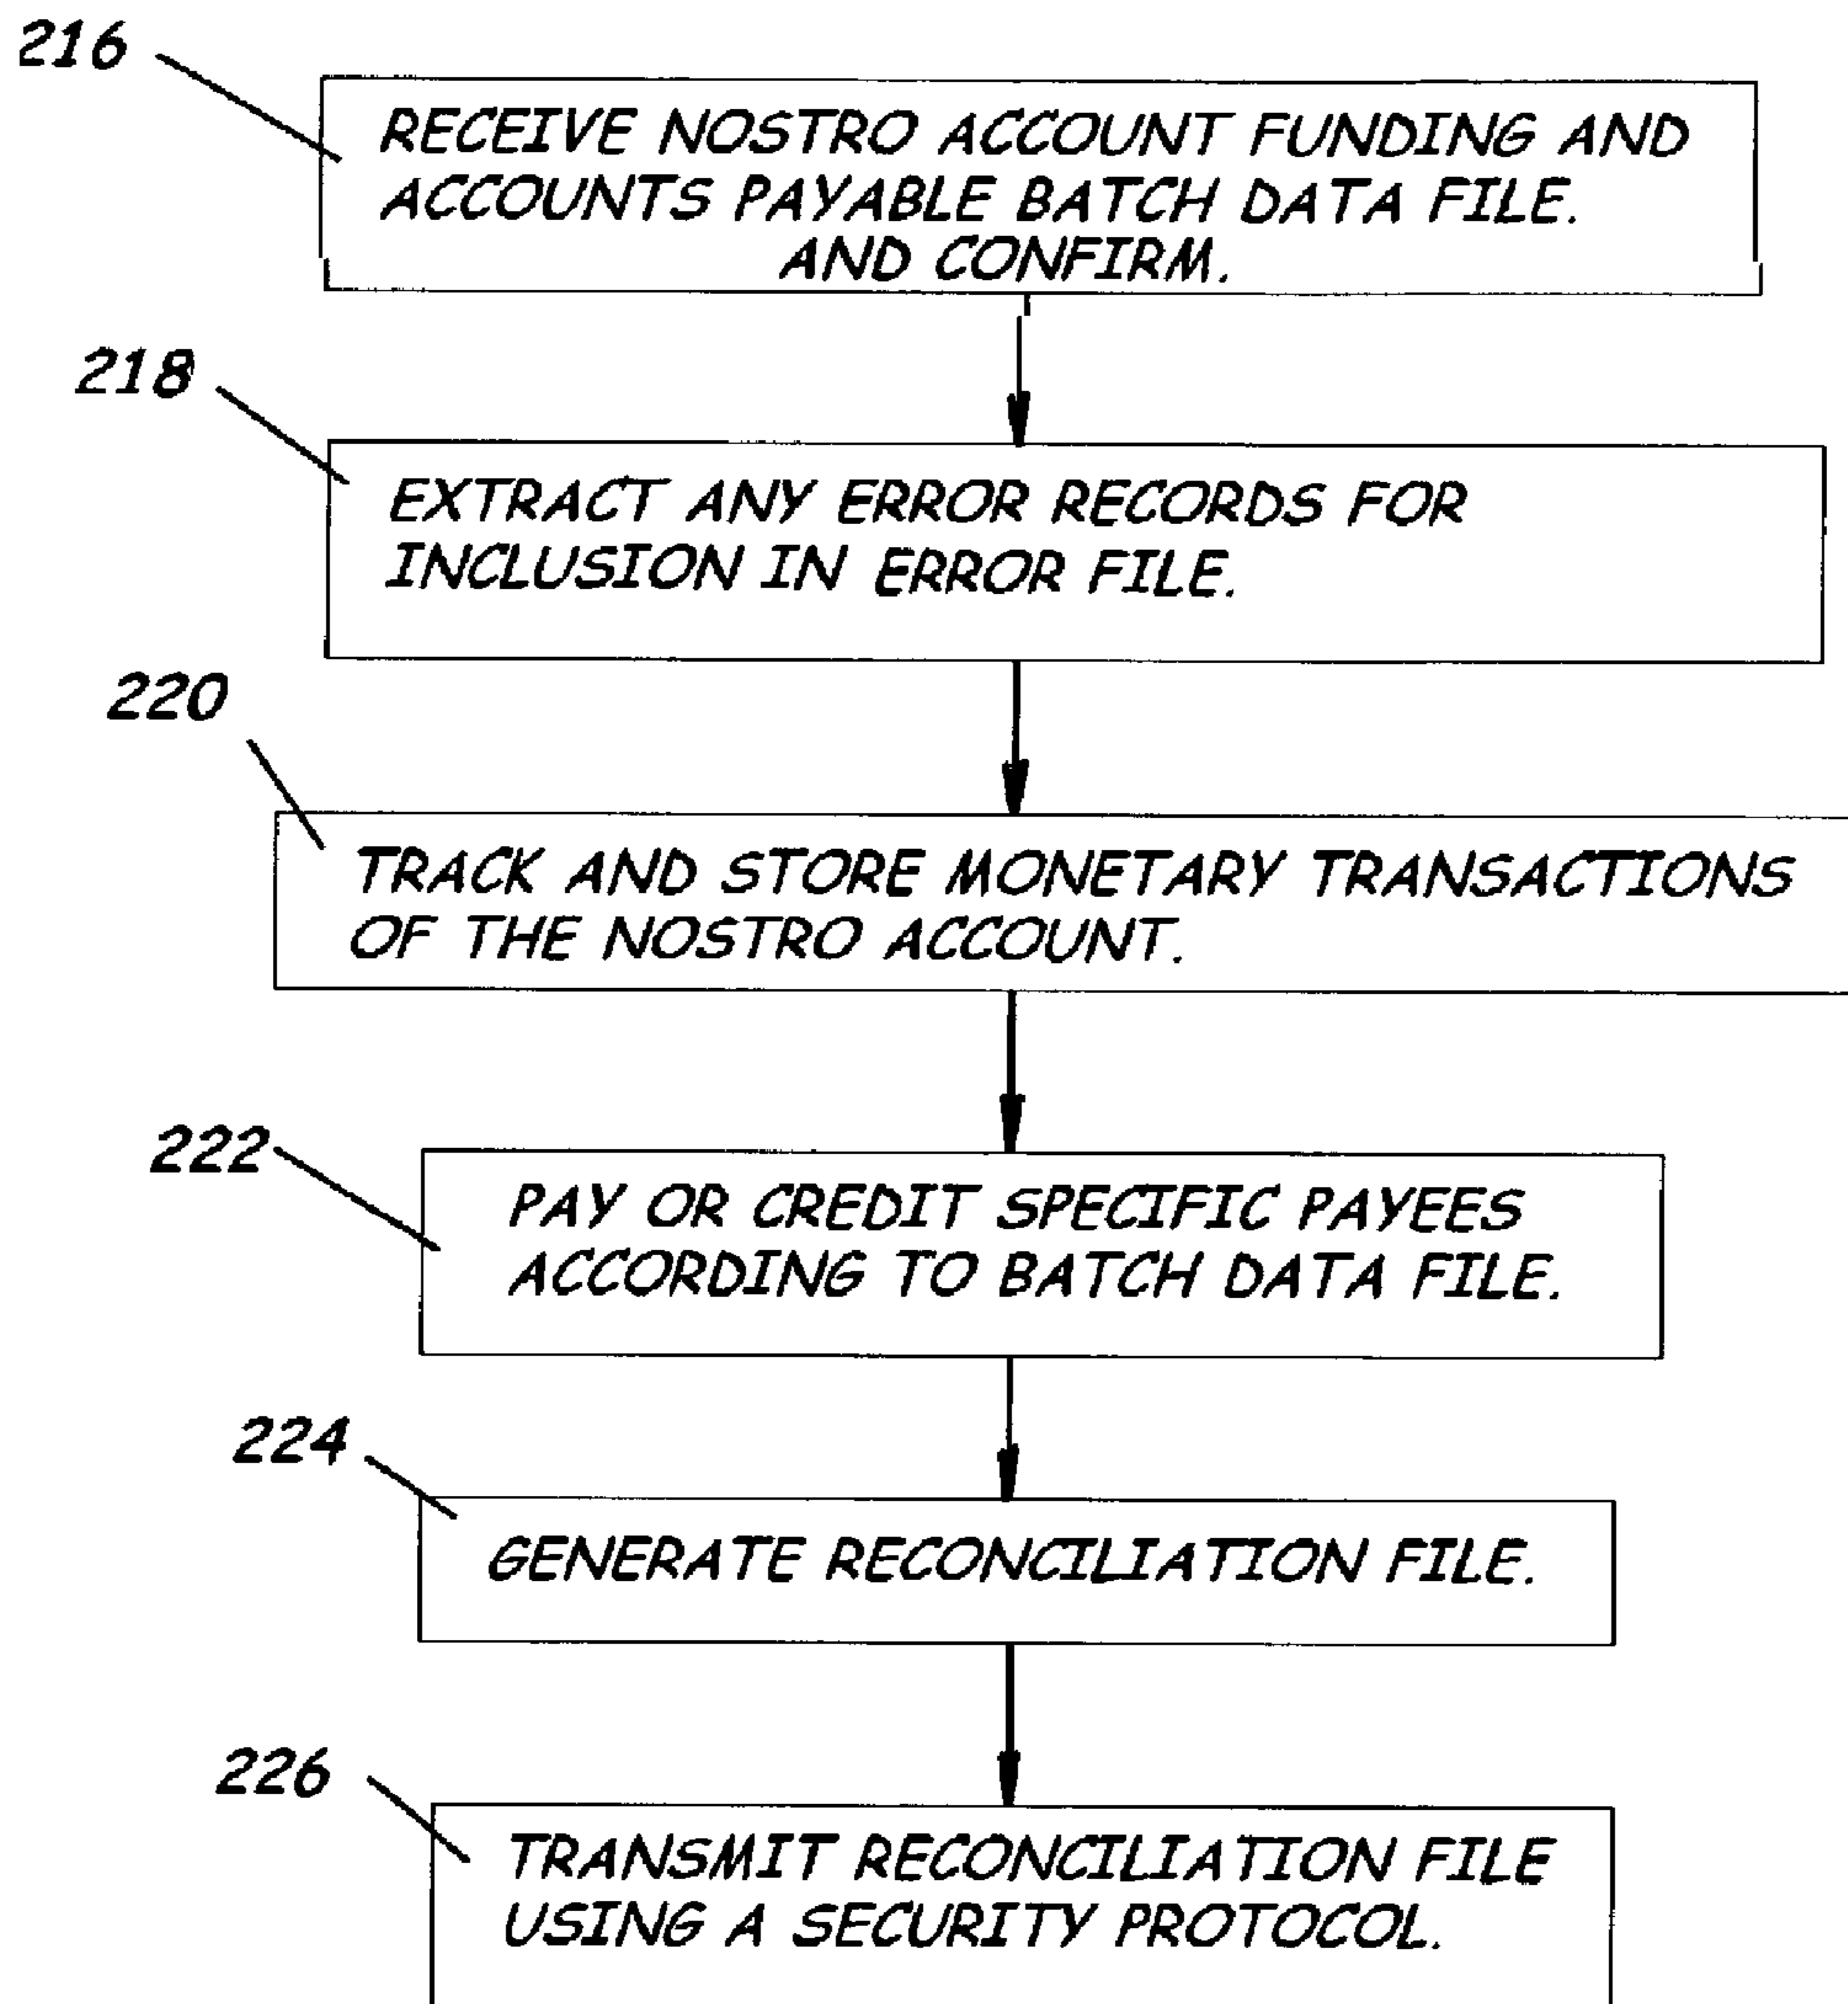 216
RECEIVE NOSTRO ACCOUNT FUNDING AND
ACCOUNTS PAYABLE BATCH DATA FILE.
AND CONFIRM.
218
EXTRACT ANY ERROR RECORDS FOR
INCLUSION IN ERROR FILE.
220
TRACK AND STORE MONETARY TRANSACTIONS
OF THE NOSTRO ACCOUNT.
222
PAY OR CREDIT SPECIFIC PAYEES
ACCORDING TO BATCH DATA FILE.
224
GENERATE RECONCILIATION FILE.
226
TRANSMIT RECONCILIATION FILE
USING A SECURITY PROTOCOL.